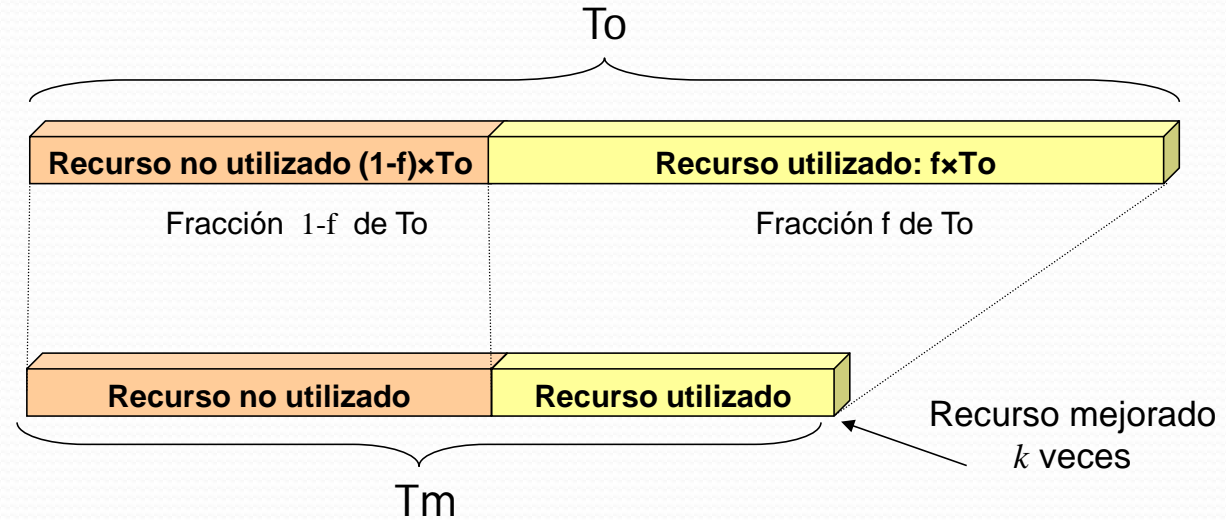 To
Recurso no utilizado (1-f)×To
Recurso utilizado: f×To
Fracción 1-f de To
Fracción f de To
Recurso no utilizado
Recurso utilizado
Recurso mejorado
k veces
Tm